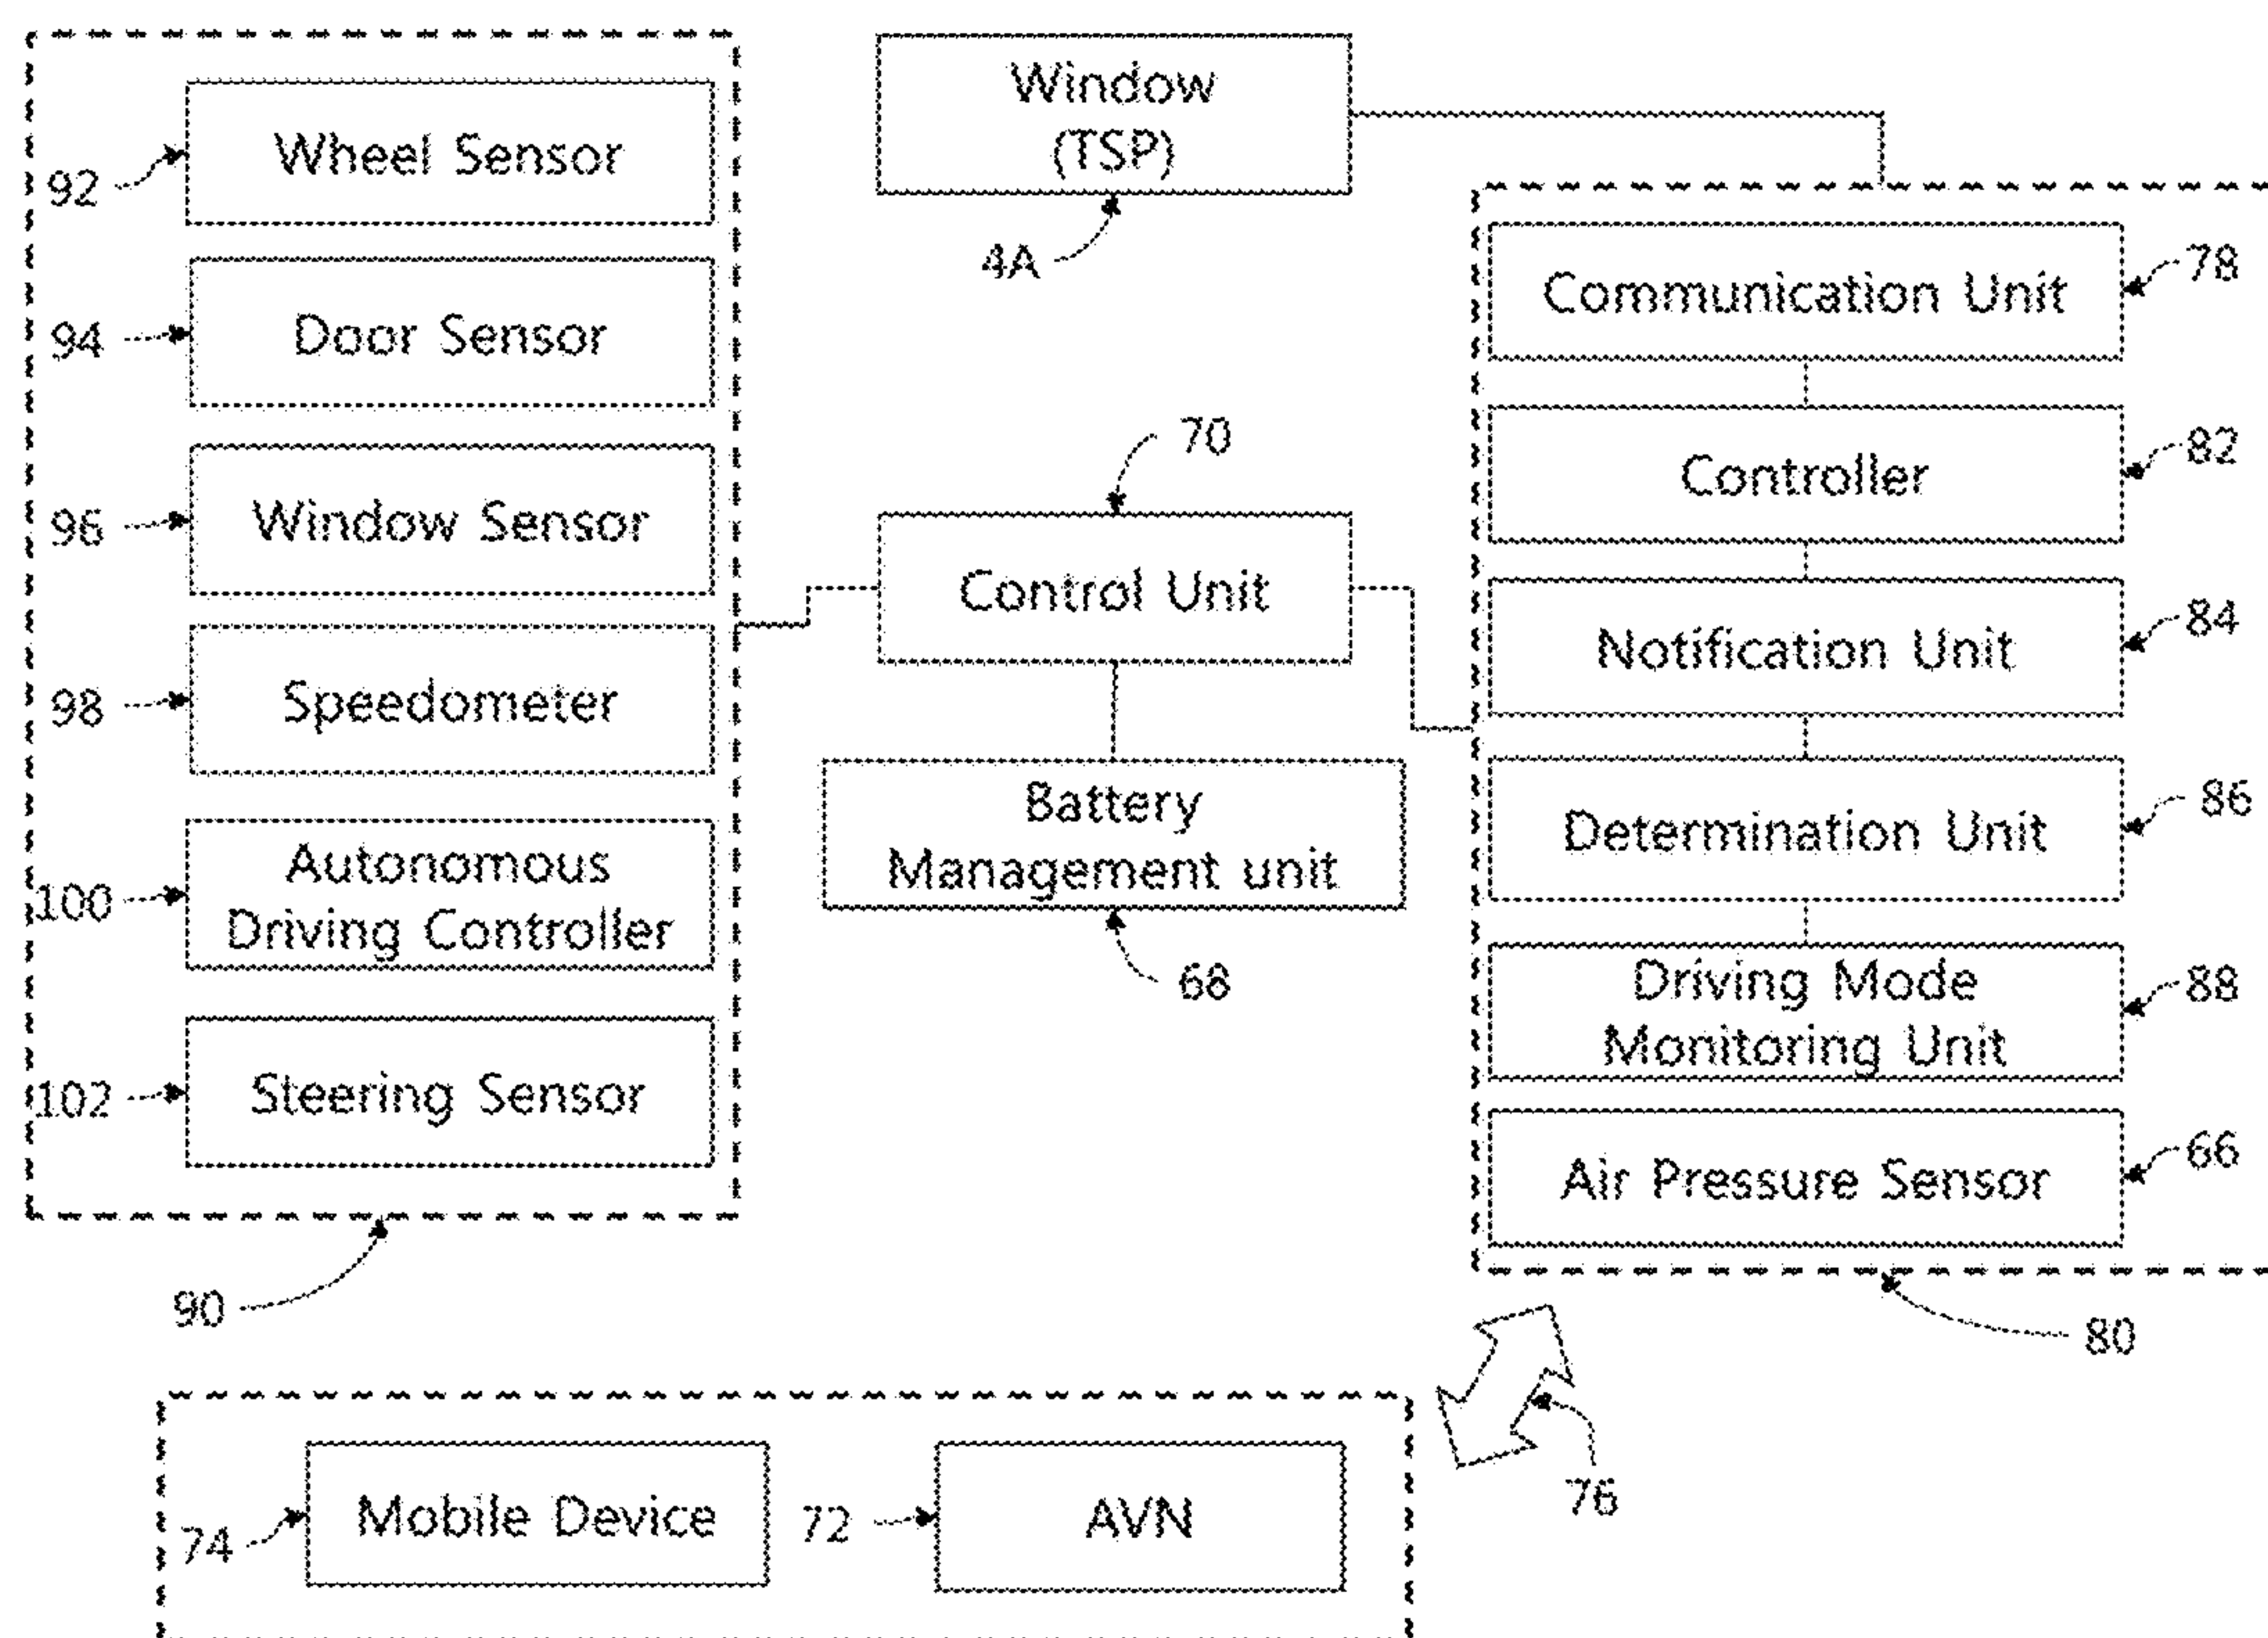 Wheel Sensor
92
Door Sensor
94
Window Sensor
96
Speedometer
98
Autonomous
Driving Controller
100
Steering Sensor
102
90
Window
(TSP)
4A
70
Control Unit
Battery
Management unit
68
Communication Unit
78
Controller
82
Notification Unit
84
Determination Unit
86
Driving Mode
Monitoring Unit
88
Air Pressure Sensor
66
80
76
Mobile Device
74
72
AVN